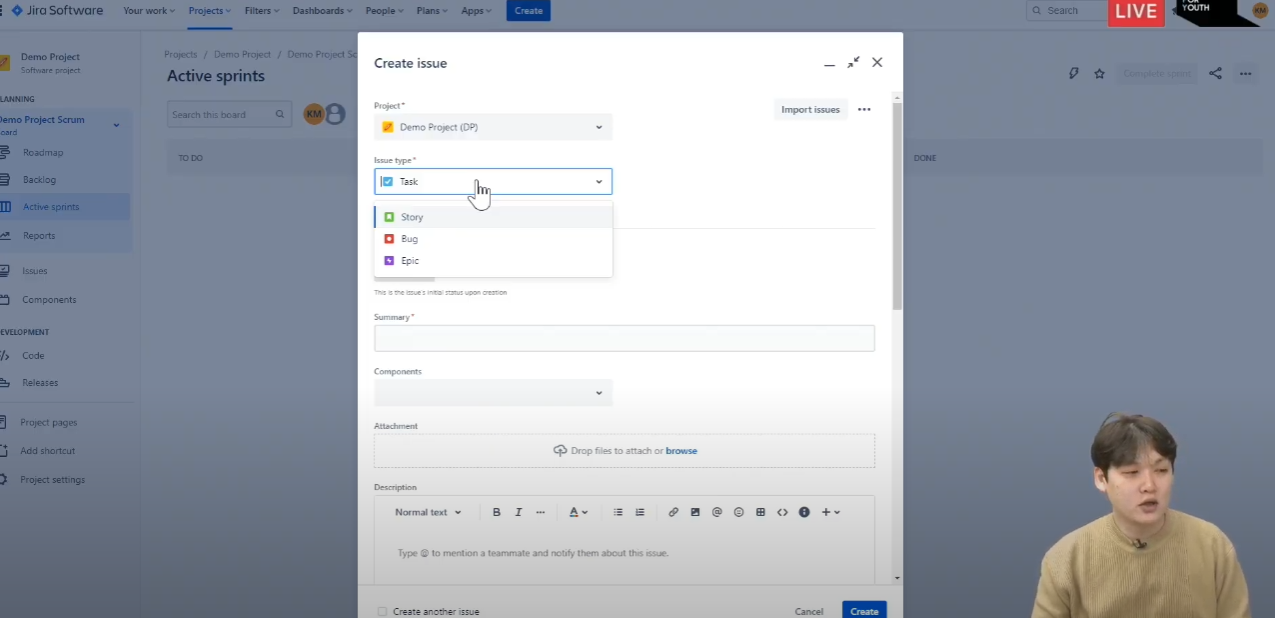 Jira Software
Your work
Projects
Filters
Dashboards
People
Plans
Apps
Create
Search
LIVE
YOUTH
KM
Demo Project
Software project
Projects / Demo Project / Demo Project Sc
Active sprints
Complete sprint
Search this board
KM
TO DO
DONE
LANNING
Demo Project Scrum
oard
Roadmap
Backlog
Active sprints
Reports
Issues
Components
EVELOPMENT
Code
Releases
Project pages
Add shortcut
Project settings
Create issue
Project*
Import issues
Demo Project (DP)
Issue type*
Task
Story
Bug
Epic
This is the issue's initial status upon creation
Summary*
Components
Attachment
Drop files to attach or browse
Description
Normal text
B I A
Type @ to mention a teammate and notify them about this issue.
Create another issue
Cancel
Create